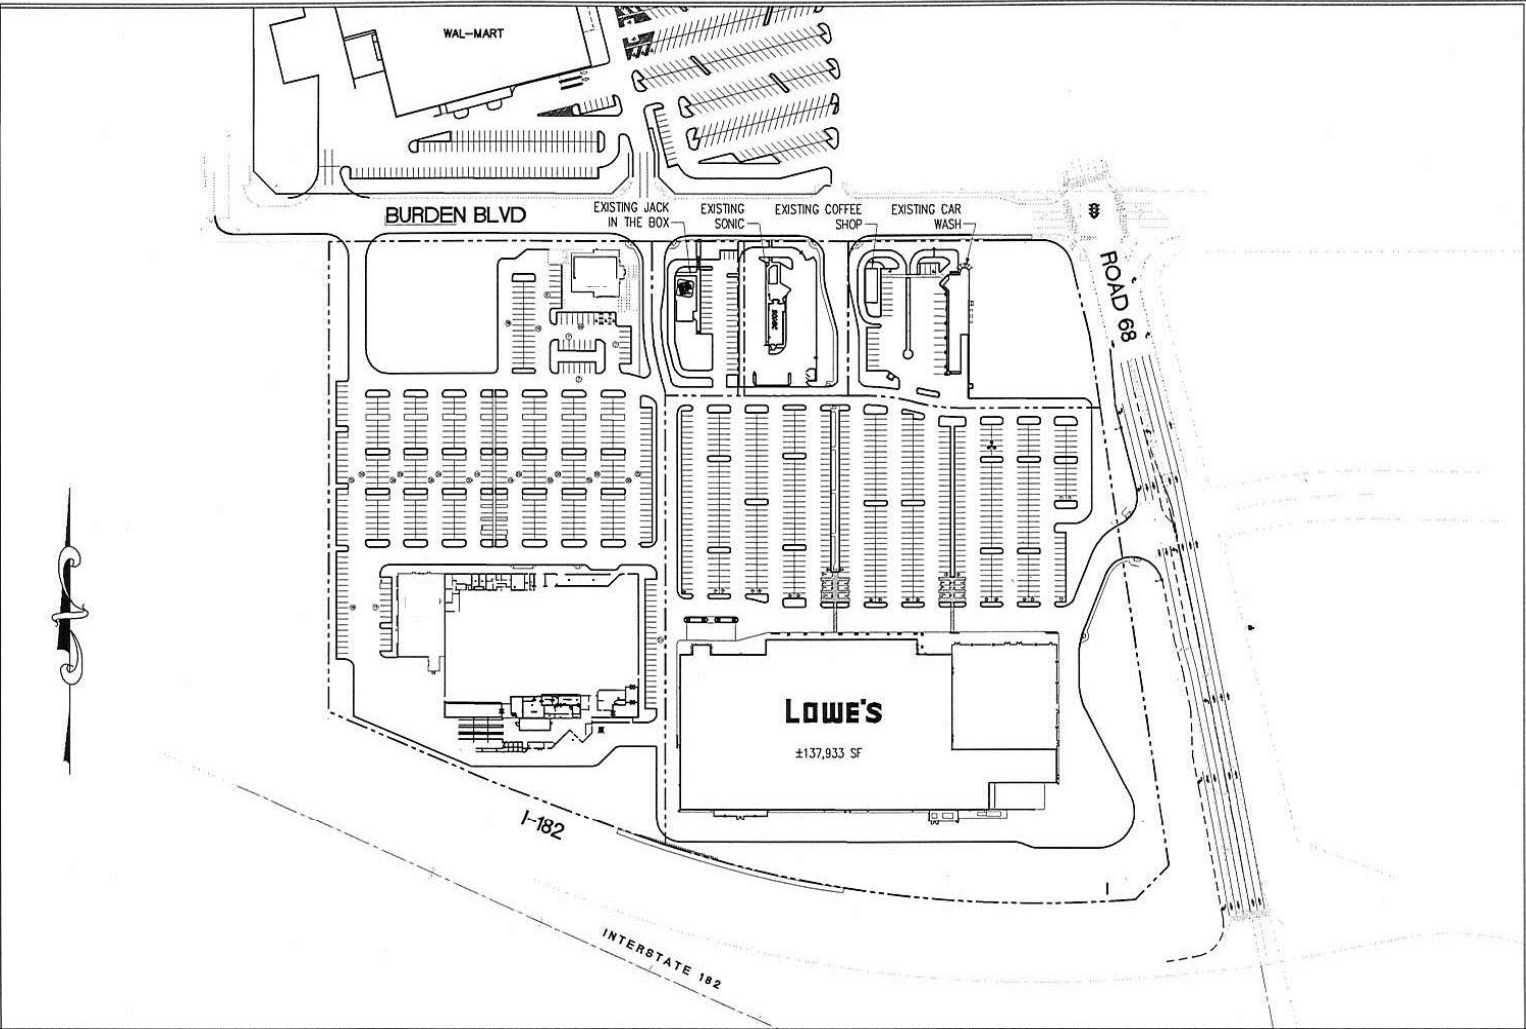 WAL-MART
BURDEN BLVD
EXISTING JACK
IN THE BOX
EXISTING
SONIC
EXISTING COFFEE
SHOP
EXISTING CAR
WASH
ROAD 68
LOWE'S
±137,933 SF
I-182
INTERSTATE 182